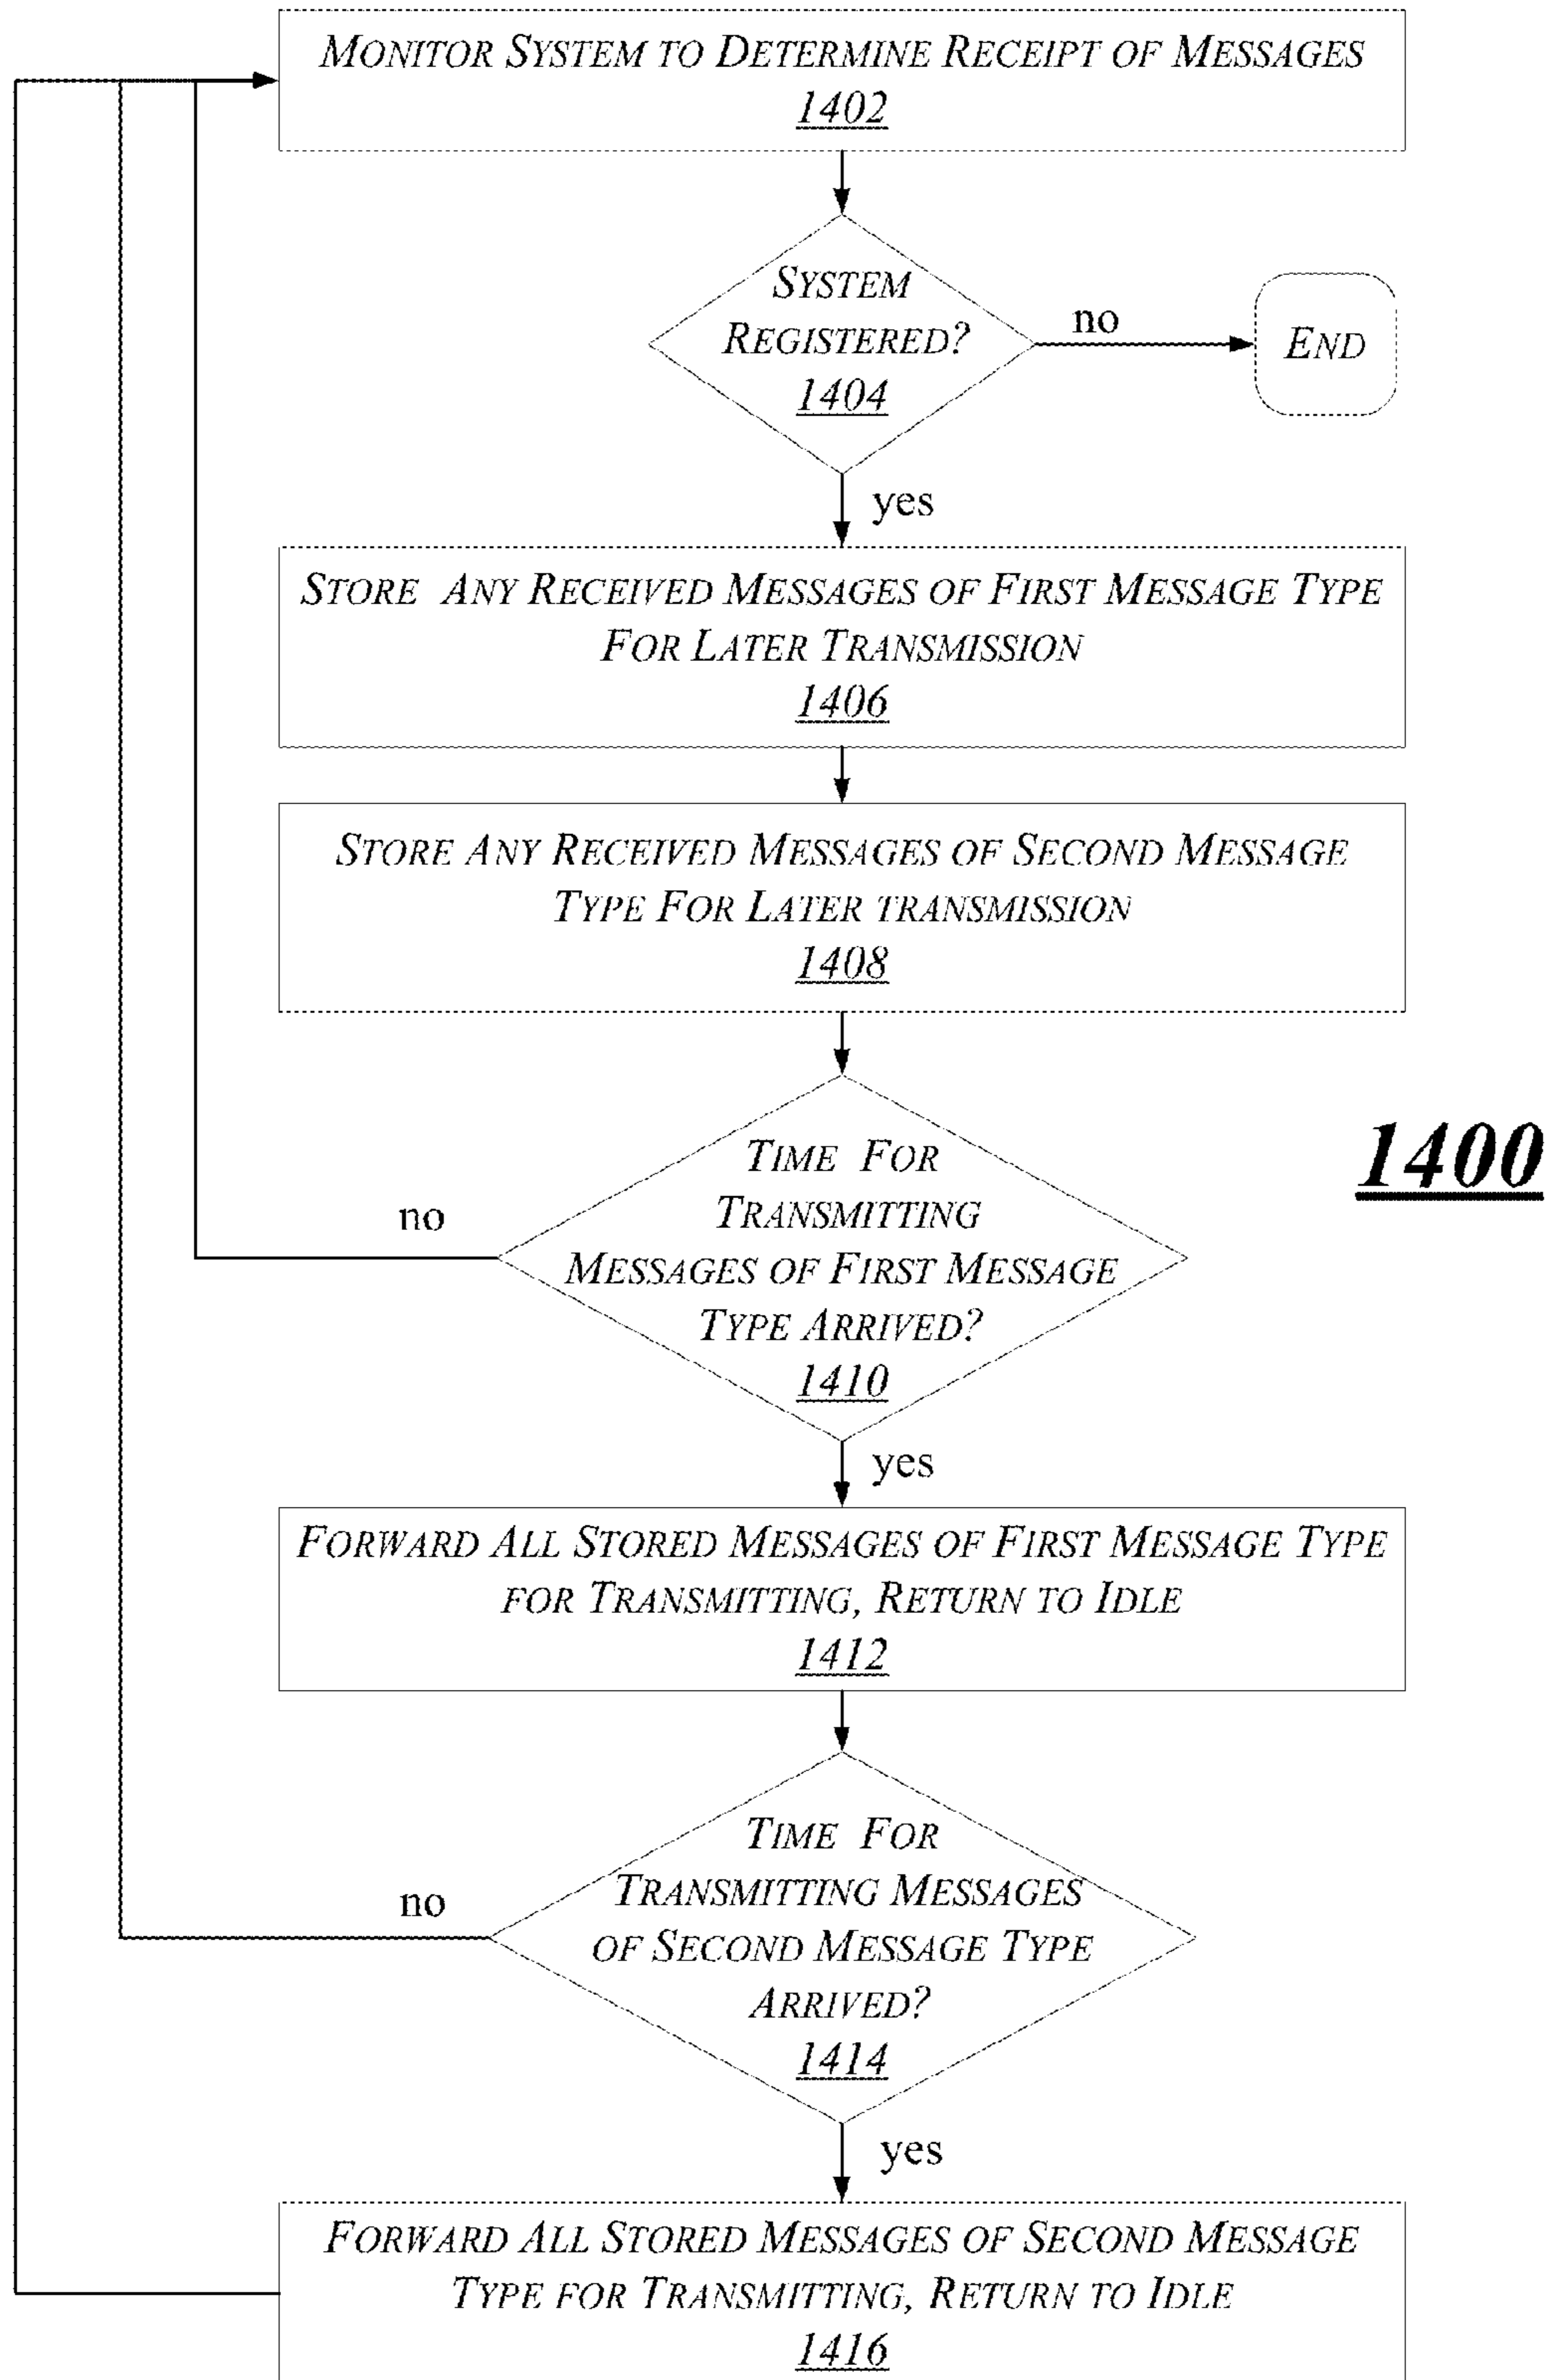 MONITOR SYSTEM TO DETERMINE RECEIPT OF MESSAGES
1402
SYSTEM
REGISTERED?
1404
no
END
yes
STORE ANY RECEIVED MESSAGES OF FIRST MESSAGE TYPE
FOR LATER TRANSMISSION
1406
STORE ANY RECEIVED MESSAGES OF SECOND MESSAGE
TYPE FOR LATER TRANSMISSION
1408
TIME FOR
TRANSMITTING
MESSAGES OF FIRST MESSAGE
TYPE ARRIVED?
1410
no
1400
yes
FORWARD ALL STORED MESSAGES OF FIRST MESSAGE TYPE
FOR TRANSMITTING, RETURN TO IDLE
1412
TIME FOR
TRANSMITTING MESSAGES
OF SECOND MESSAGE TYPE
ARRIVED?
1414
no
yes
FORWARD ALL STORED MESSAGES OF SECOND MESSAGE
TYPE FOR TRANSMITTING, RETURN TO IDLE
1416